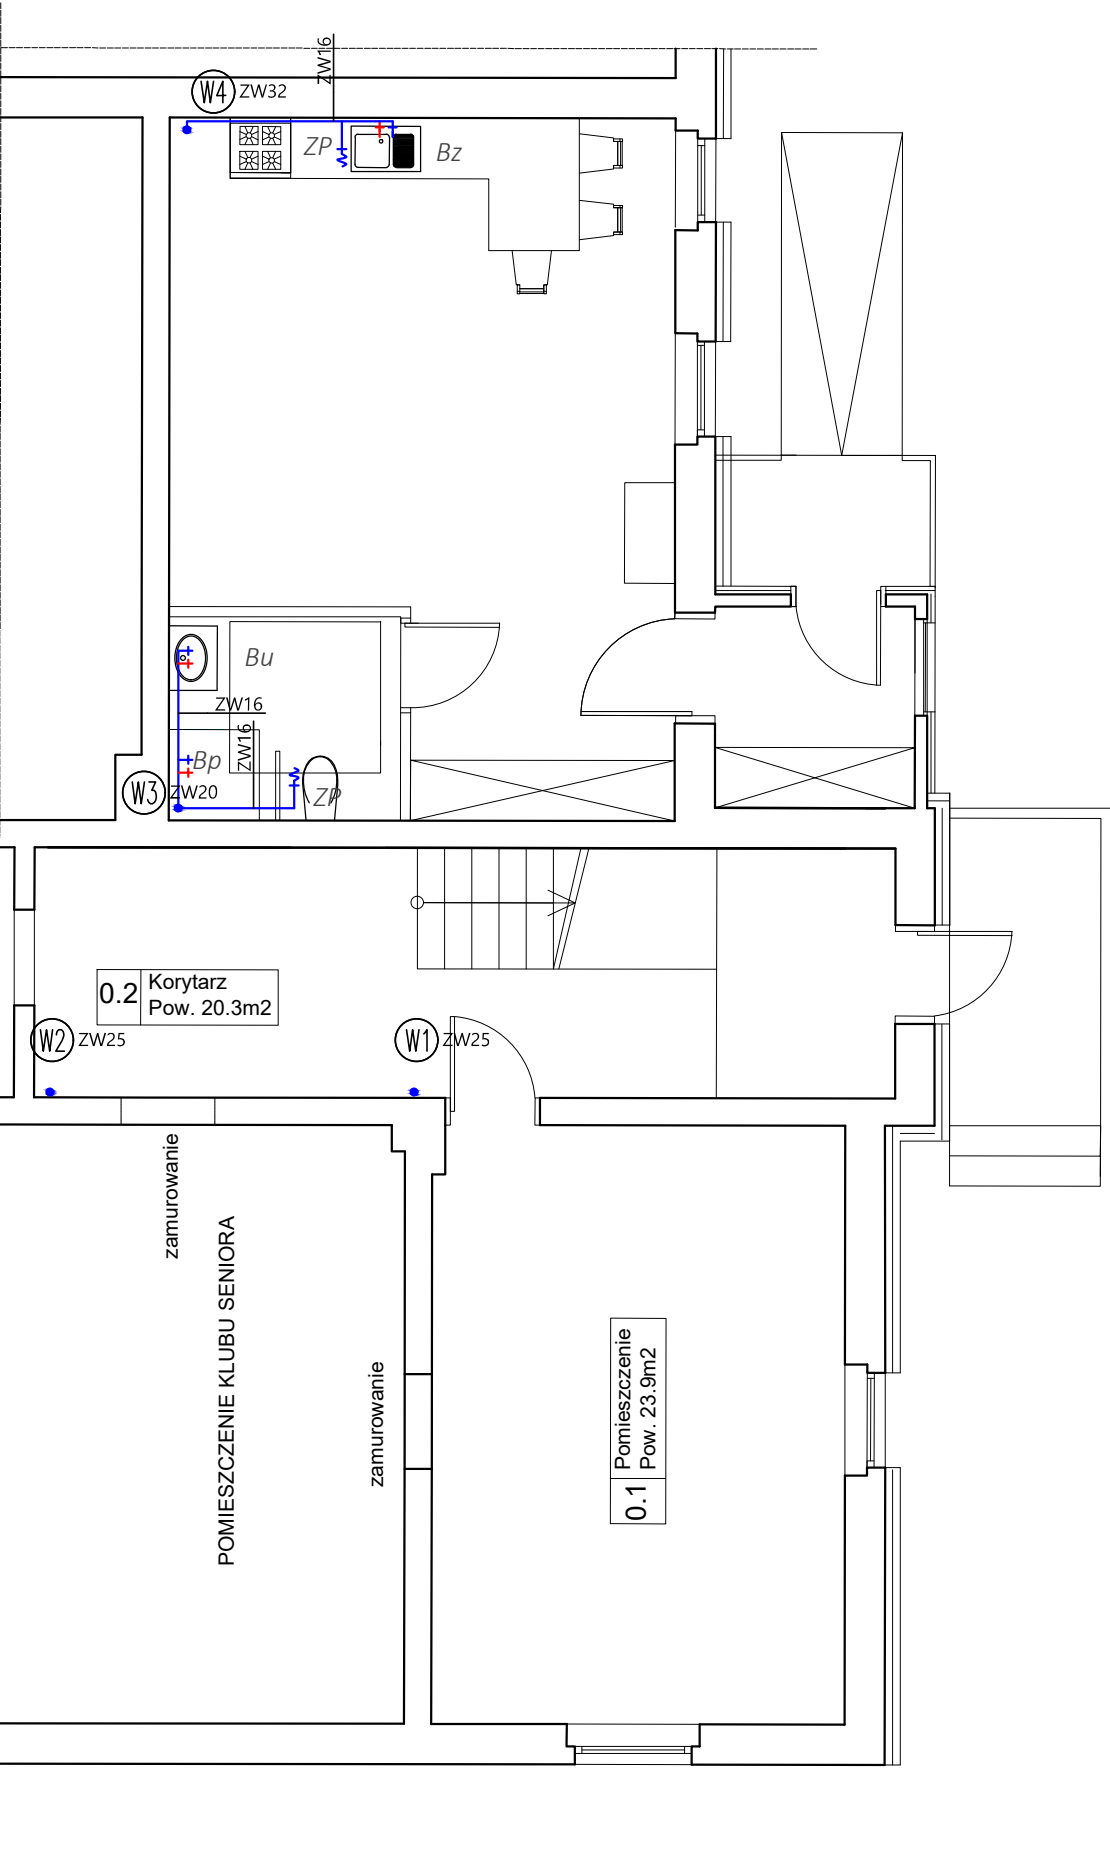 ZW16
W4 ZW32
ZP
Bz
Bu
ZW16
ZW16
Bp
W3 ZW20
ZP
0.2
Korytarz
Pow. 20.3m2
W2 ZW25
W1 ZW25
zamurowanie
POMIESZCZENIE KLUBU SENIORA
zamurowanie
0.1
Pomieszczenie
Pow. 23.9m2